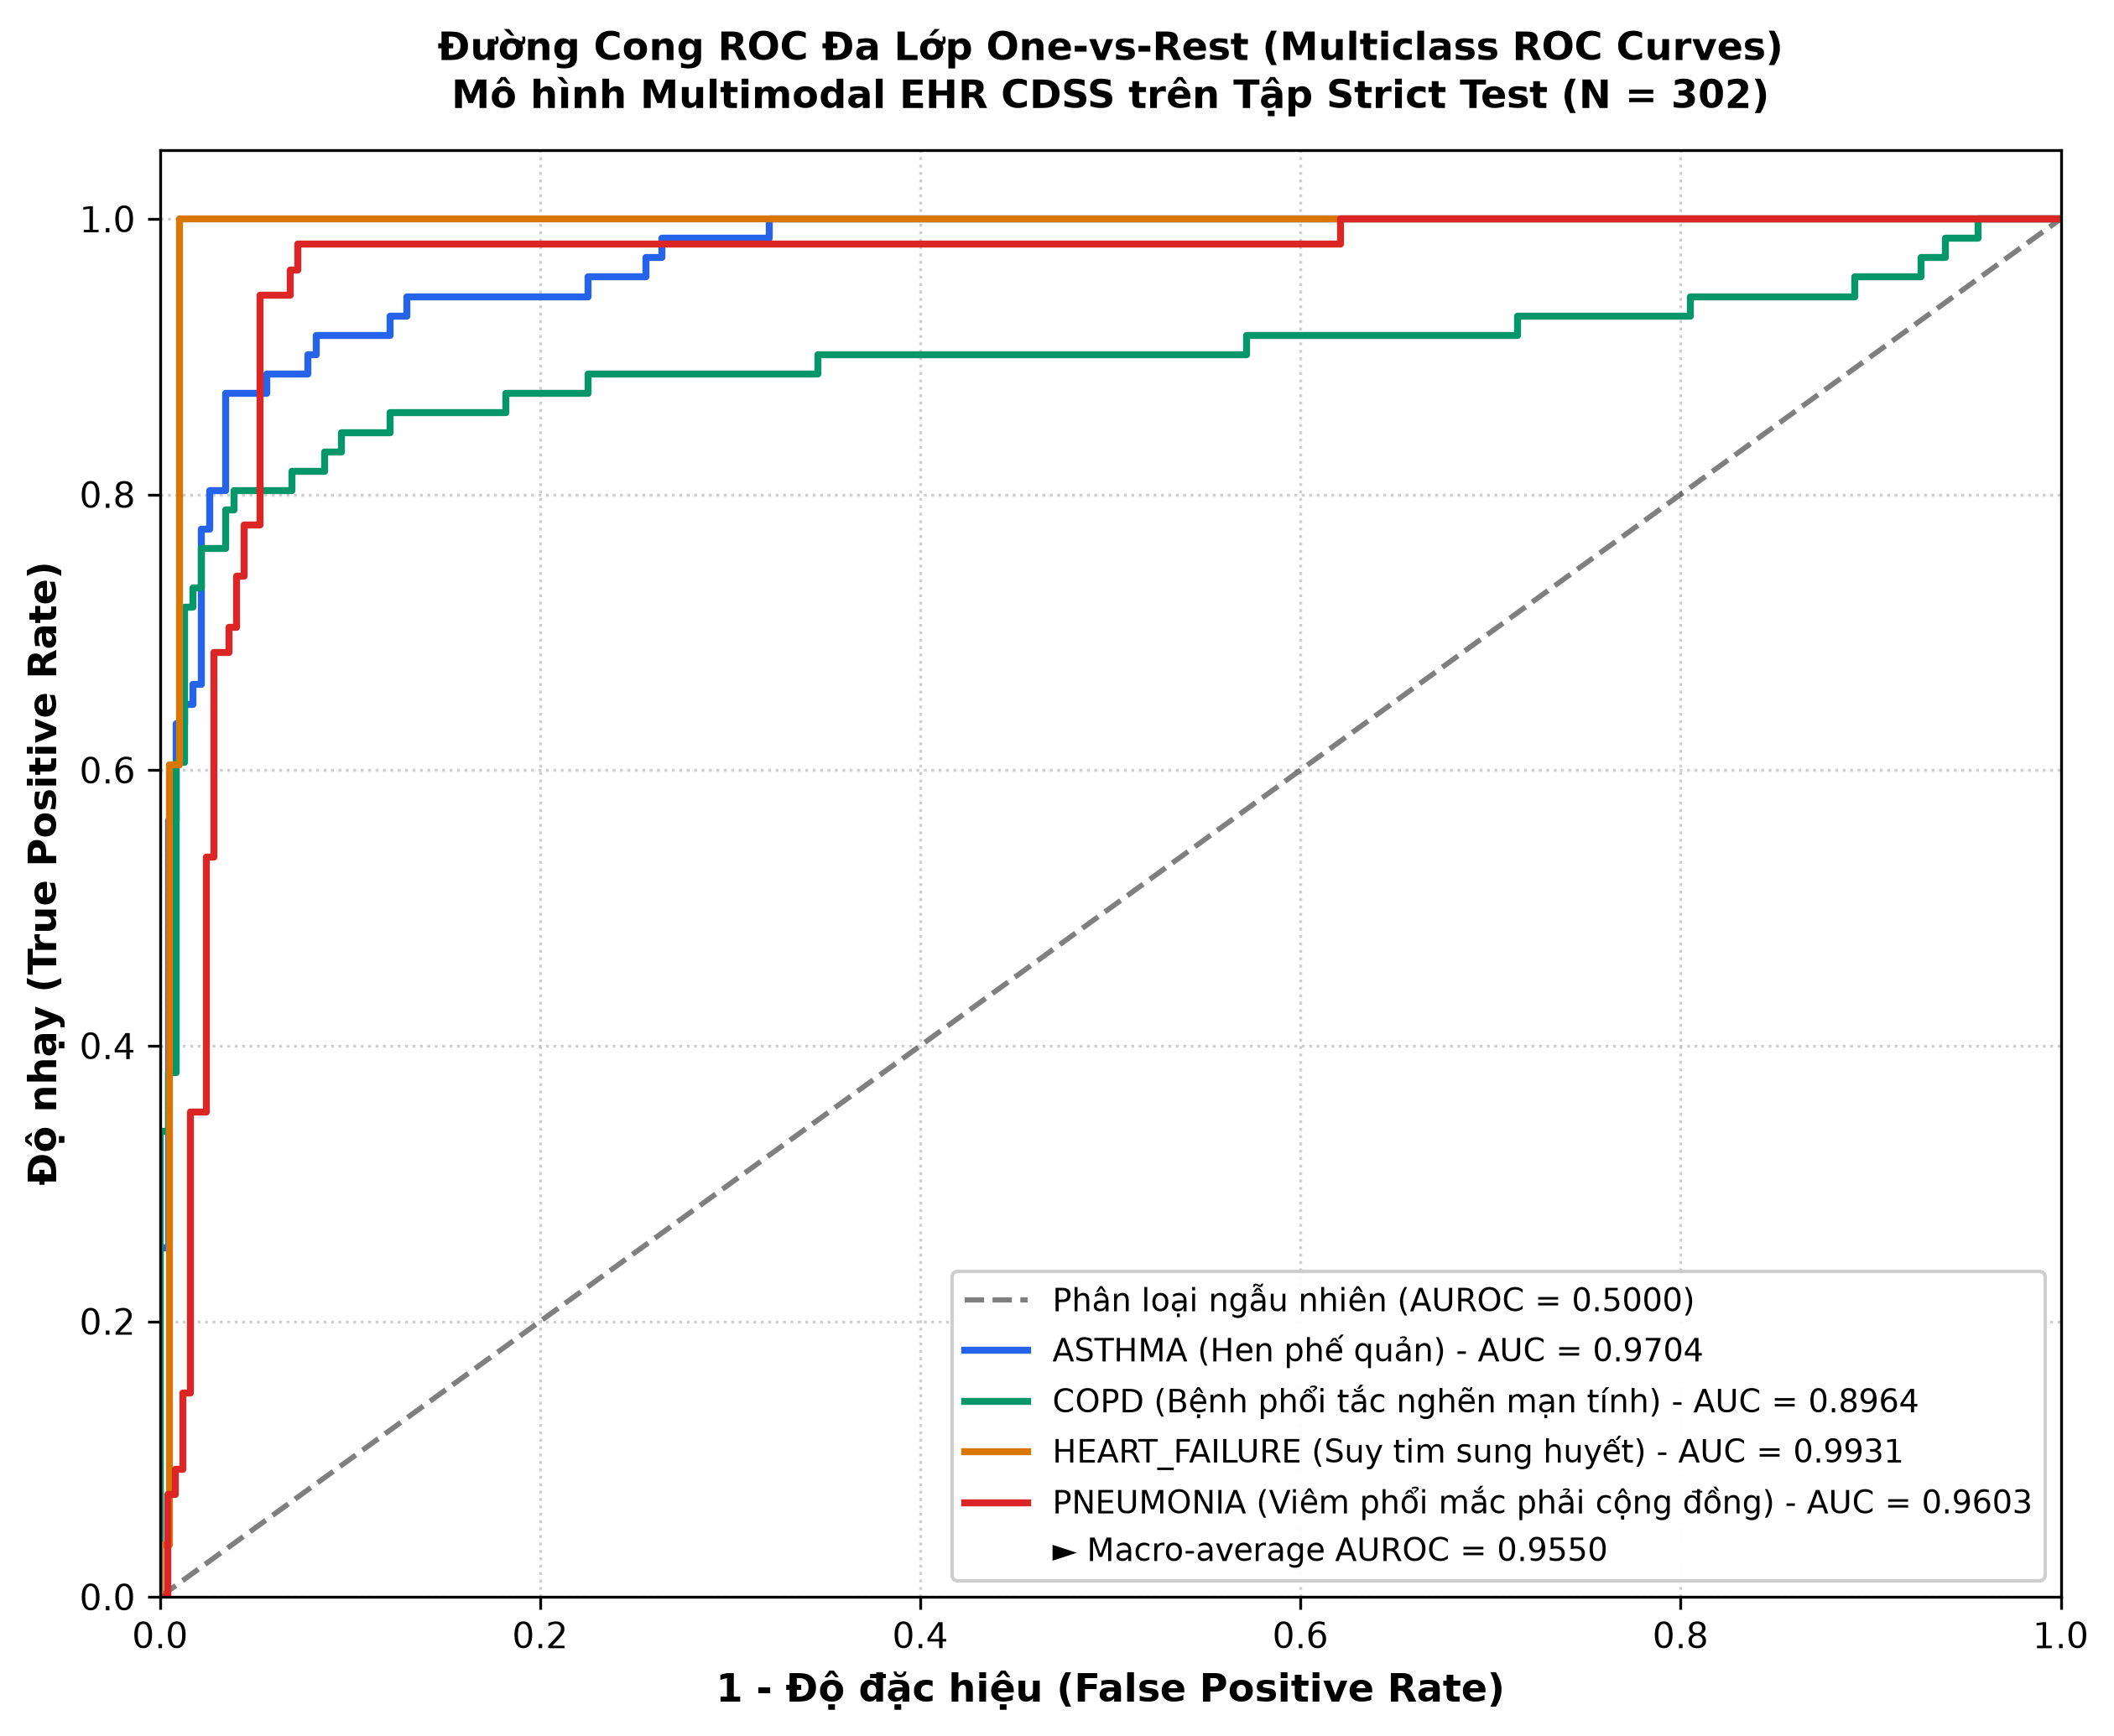 Đường Cong ROC Đa Lớp One-vs-Rest (Multiclass ROC Curves)
Mô hình Multimodal EHR CDSS trên Tập Strict Test (N = 302)
Độ nhạy (True Positive Rate)
1.0
0.8
0.6
0.4
0.2
0.0
Phân loại ngẫu nhiên (AUROC = 0.5000)
ASTHMA (Hen phế quản) - AUC = 0.9704
COPD (Bệnh phổi tắc nghẽn mạn tính) - AUC = 0.8964
HEART_FAILURE (Suy tim sung huyết) - AUC = 0.9931
PNEUMONIA (Viêm phổi mắc phải cộng đồng) - AUC = 0.9603
► Macro-average AUROC = 0.9550
0.0 0.2 0.4 0.6 0.8 1.0
1 - Độ đặc hiệu (False Positive Rate)